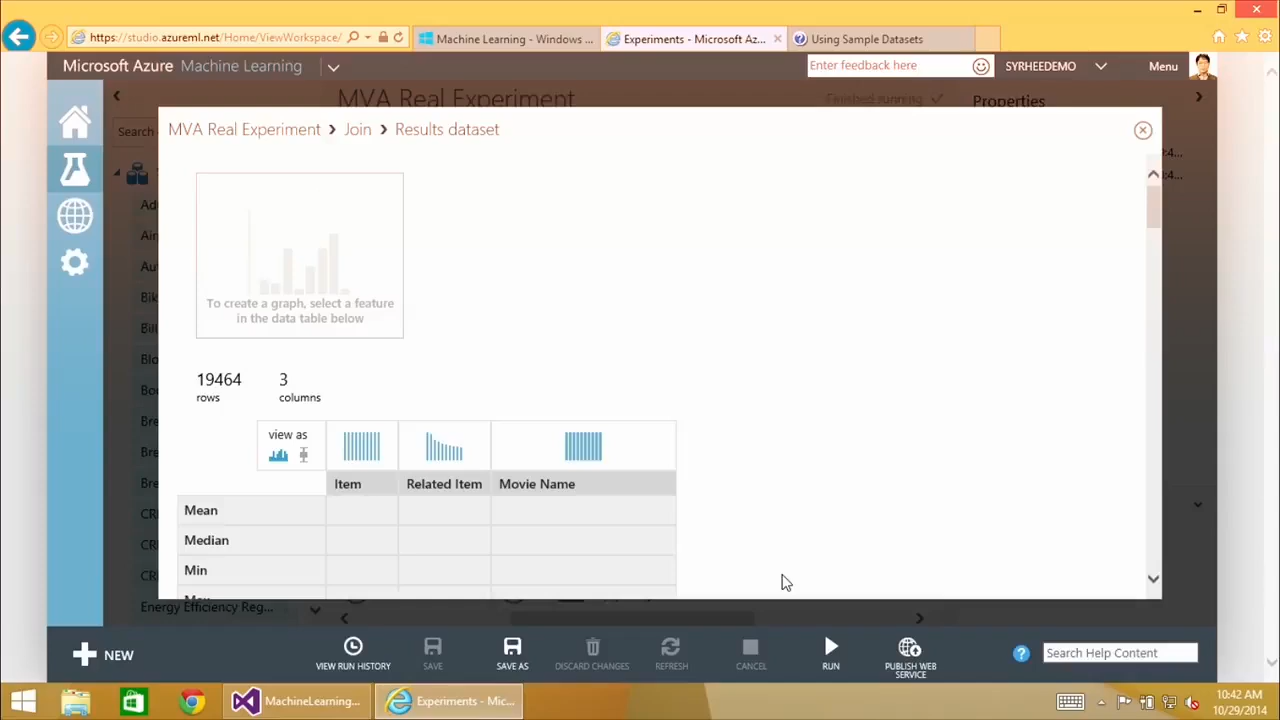 https://studio.azureml.net/Home/ViewWorkspace/
Machine Learning - Windows ...
Experiments - Microsoft Az...
Using Sample Datasets
Microsoft Azure Machine Learning
Enter feedback here
SYRHEEDEMO
Menu
MVA Real Experiment
Finished running
Properties
Search
MVA Real Experiment > Join > Results dataset
To create a graph, select a feature
in the data table below
19464
rows
3
columns
view as
Item
Related Item
Movie Name
Mean
Median
Min
Energy Efficiency Reg...
NEW
VIEW RUN HISTORY
SAVE
SAVE AS
DISCARD CHANGES
REFRESH
CANCEL
RUN
PUBLISH WEB
SERVICE
Search Help Content
MachineLearning...
Experiments - Mic...
10:42 AM
10/29/2014